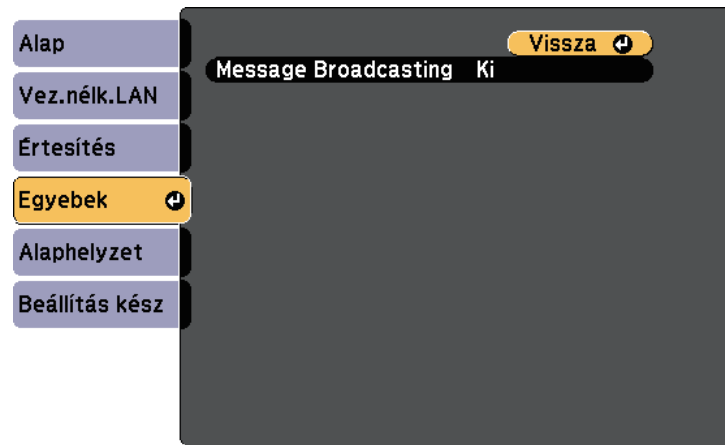 Alap
Vez.nélk.LAN
Értesítés
Egyebek
Alaphelyzet
Beállítás kész
Vissza
Message Broadcasting Ki